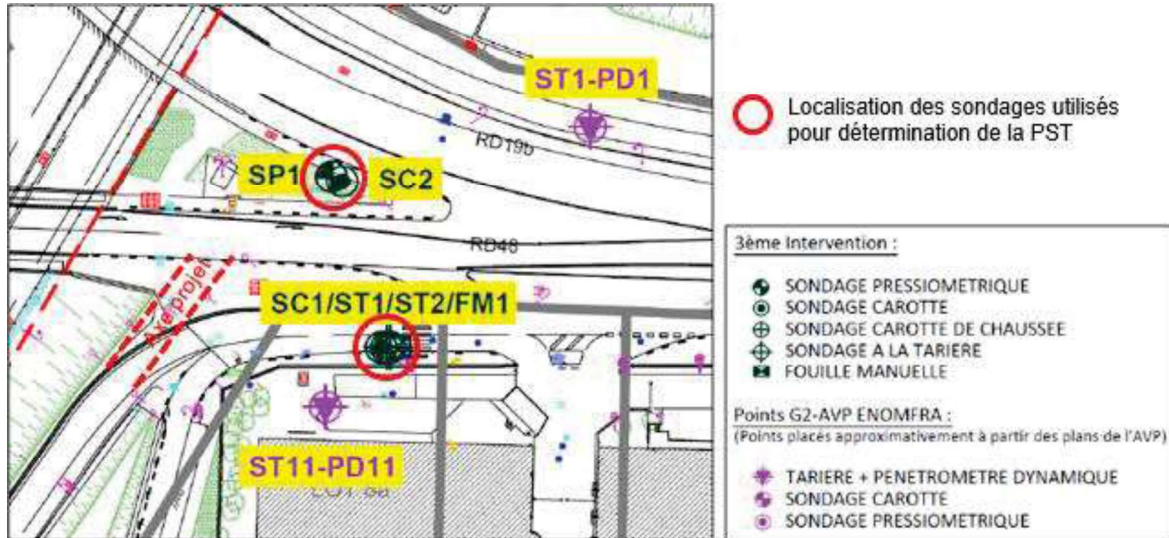 ST1-PD1
RD19b
SP1
SC2
RD48
Axe projet
SC1/ST1/ST2/FM1
ST11-PD11
Localisation des sondages utilisés
pour détermination de la PST
3ème Intervention :
SONDAGE PRESSIOMETRIQUE
SONDAGE CAROTTE
SONDAGE CAROTTE DE CHAUSSEE
SONDAGE A LA TARIERE
FOUILLE MANUELLE
Points G2-AVP ENOMFRA :
(Points placés approximativement à partir des plans de l'AVP)
TARIERE + PENETROMETRE DYNAMIQUE
SONDAGE CAROTTE
SONDAGE PRESSIOMETRIQUE